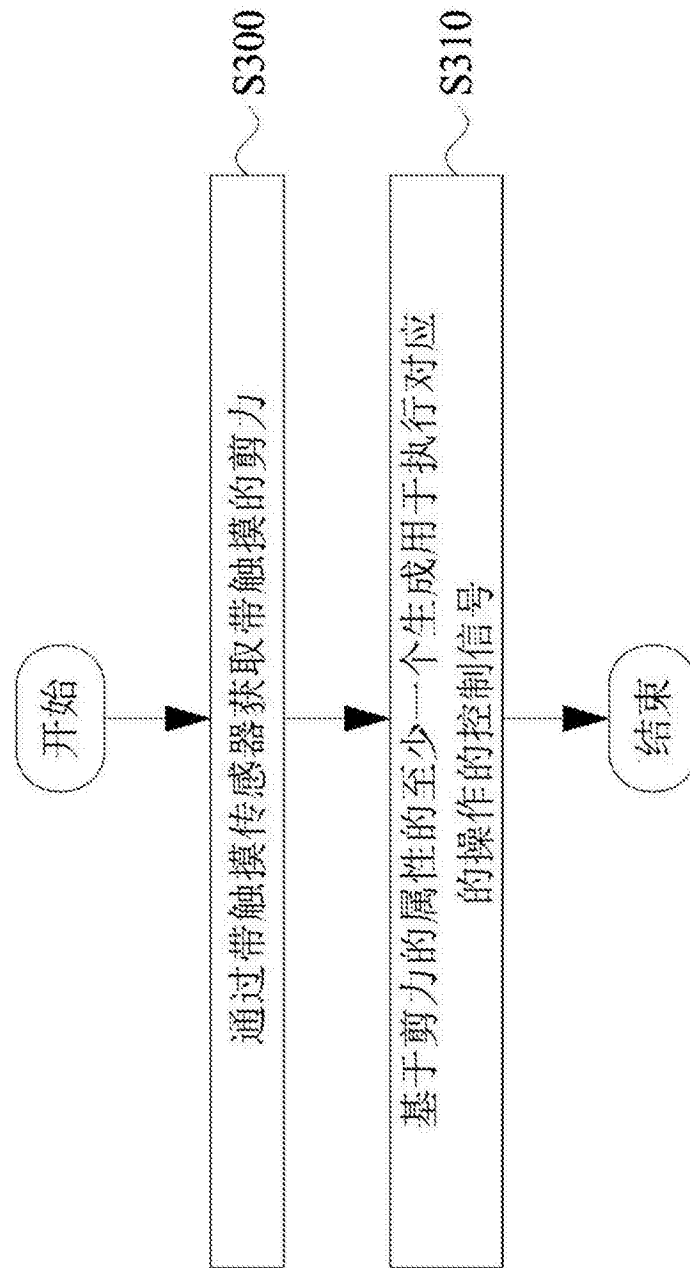 开始
通过带触摸传感器获取带触摸的剪力
S300
基于剪力的属性的至少一个生成用于执行对应
的操作的控制信号
S310
结束